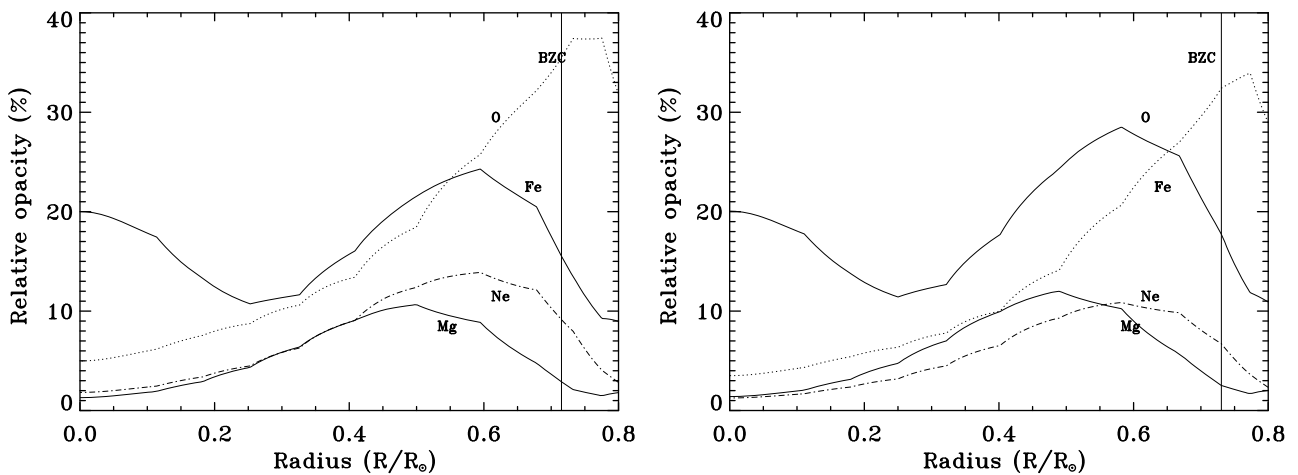 40
30
20
10
0
Relative opacity (%)
BZC
O
Fe
Ne
Mg
0.0 0.2 0.4 0.6 0.8
Radius (R/R☉)
40
30
20
10
0
Relative opacity (%)
BZC
O
Fe
Ne
Mg
0.0 0.2 0.4 0.6 0.8
Radius (R/R☉)